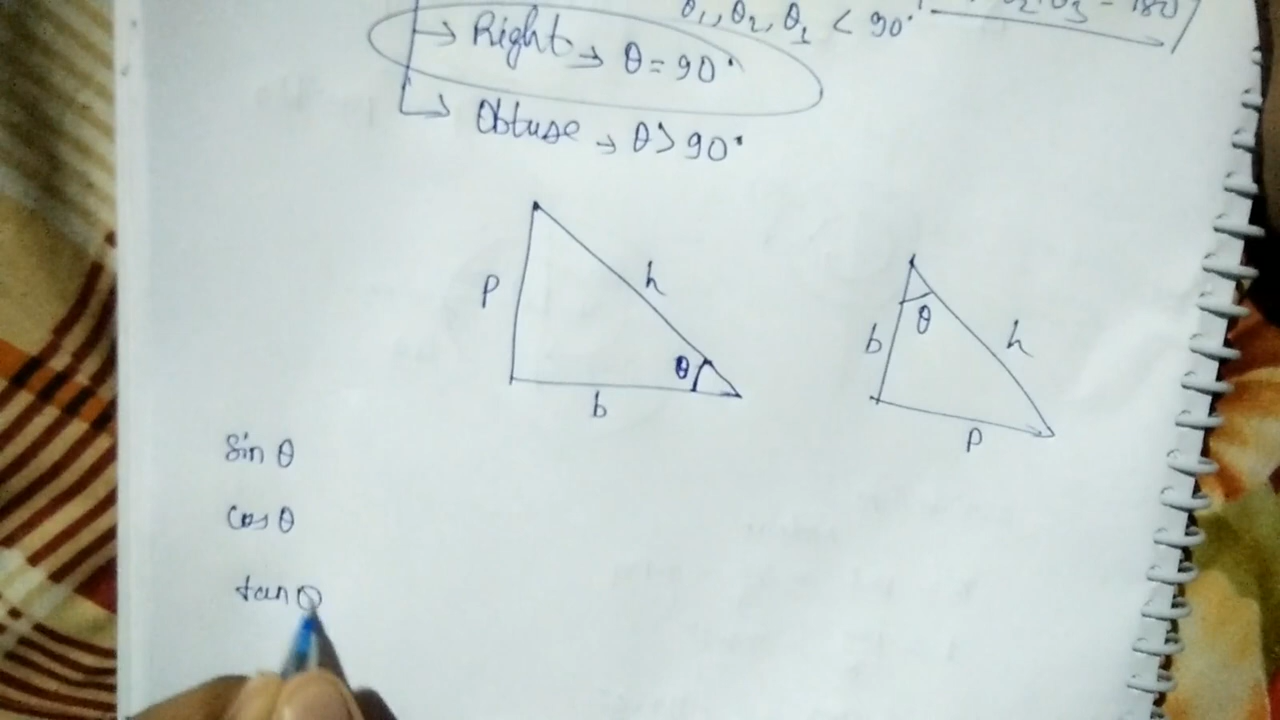 θ₁, θ₂, θ₃ < 90°
→ Right → θ = 90°
→ Obtuse → θ > 90°
p
h
θ
b
θ
b
h
p
Sin θ
Cos θ
tan θ